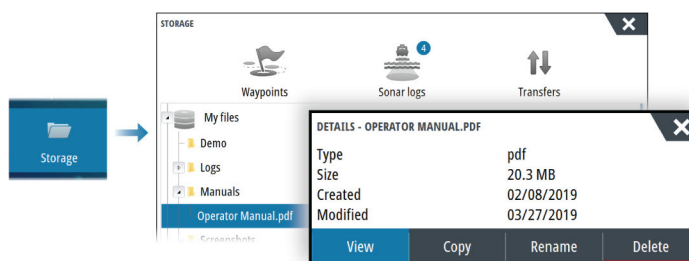 STORAGE
4
Waypoints
Sonar logs
Transfers
Storage
My files
Demo
Logs
Manuals
Operator Manual.pdf
Screenshots
DETAILS - OPERATOR MANUAL.PDF
Type pdf
Size 20.3 MB
Created 02/08/2019
Modified 03/27/2019
View Copy Rename Delete